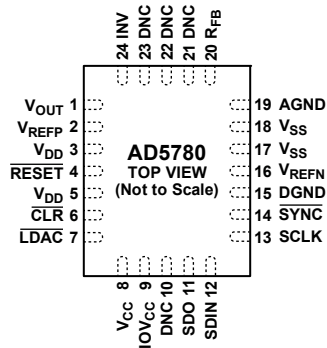 24 INV
23 DNC
22 DNC
21 DNC
20 RFB
VOUT 1
VREFP 2
VDD 3
RESET 4
VDD 5
CLR 6
LDAC 7
AD5780
TOP VIEW
(Not to Scale)
19 AGND
18 VSS
17 VSS
16 VREFN
15 DGND
14 SYNC
13 SCLK
VCC 8
IOVCC 9
DNC 10
SDO 11
SDIN 12